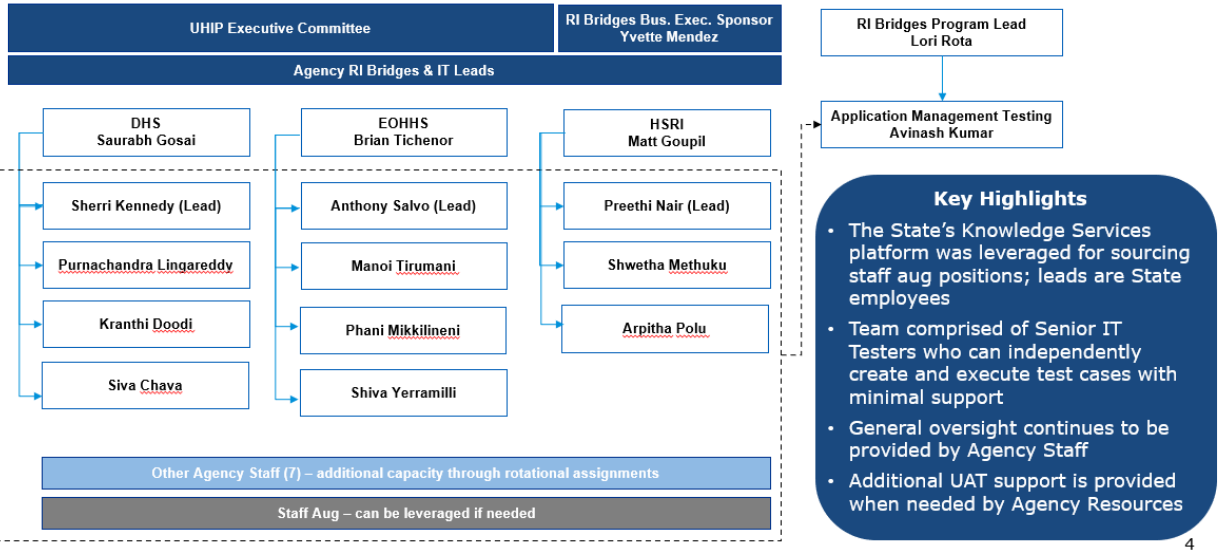 UHIP Executive Committee
RI Bridges Bus. Exec. Sponsor
Yvette Mendez
Agency RI Bridges & IT Leads
RI Bridges Program Lead
Lori Rota
Application Management Testing
Avinash Kumar
DHS
Saurabh Gosai
Sherri Kennedy (Lead)
Purnachandra Lingareddy
Kranthi Doodi
Siva Chava
EOHHS
Brian Tichenor
Anthony Salvo (Lead)
Manoi Tirumani
Phani Mikkilineni
Shiva Yerramilli
HSRI
Matt Goupil
Preethi Nair (Lead)
Shwetha Methuku
Arpitha Polu
Other Agency Staff (7) – additional capacity through rotational assignments
Staff Aug – can be leveraged if needed
Key Highlights
• The State’s Knowledge Services
platform was leveraged for sourcing
staff aug positions; leads are State
employees
• Team comprised of Senior IT
Testers who can independently
create and execute test cases with
minimal support
• General oversight continues to be
provided by Agency Staff
• Additional UAT support is provided
when needed by Agency Resources
4